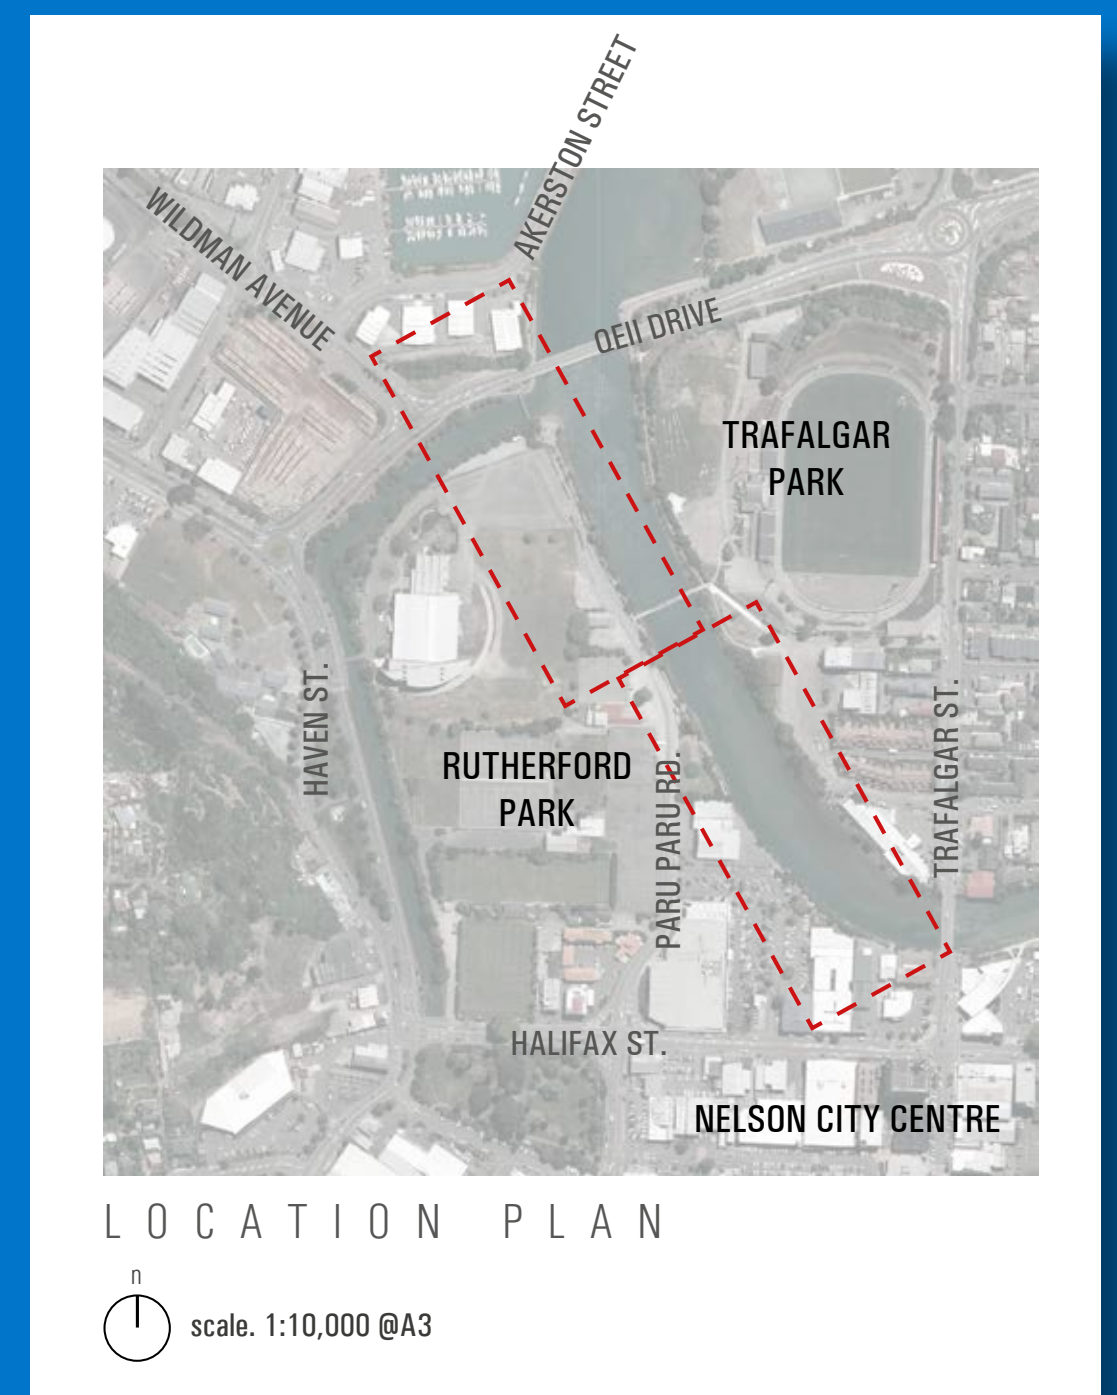 AKERSTON STREET
WILDMAN AVENUE
QEII DRIVE
TRAFALGAR
PARK
HAVEN ST.
RUTHERFORD
PARK
PARU PARU RD.
TRAFALGAR ST.
HALIFAX ST.
NELSON CITY CENTRE
LOCATION PLAN
n
scale. 1:10,000 @A3